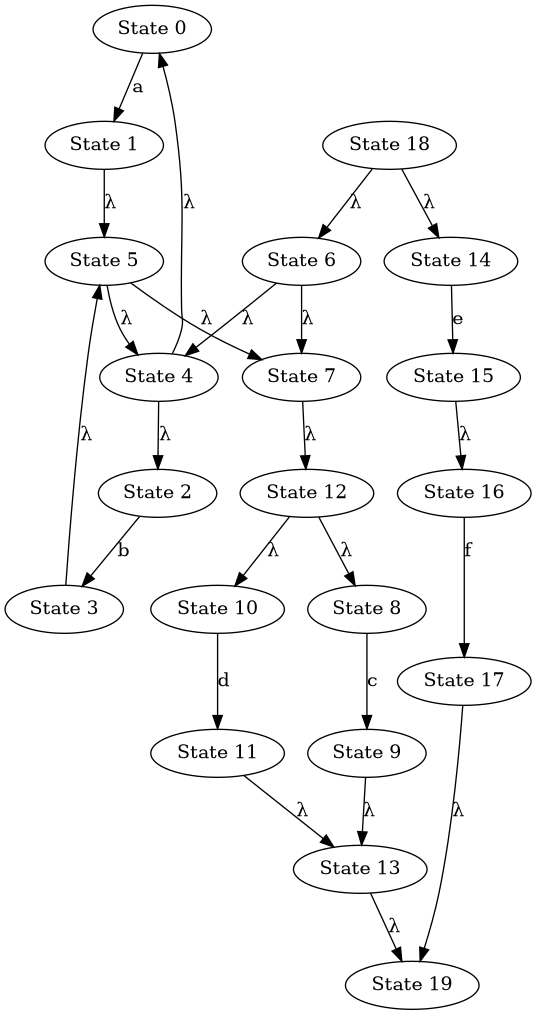 State 0
a
State 1
State 18
λ
λ
λ
State 5
State 6
State 14
λ
λ
λ
λ
λ
e
State 4
State 7
State 15
λ
λ
λ
λ
State 2
State 12
State 16
b
λ
λ
f
State 3
State 10
State 8
d
c
State 17
State 11
State 9
λ
λ
λ
State 13
λ
State 19